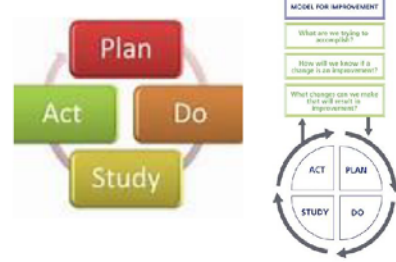 Plan
Act
Do
Study
MODEL FOR IMPROVEMENT
What are we trying to
accomplish?
How will we know if a
change is an improvement?
What changes can we make
that will result in
improvement?
ACT
PLAN
STUDY
DO